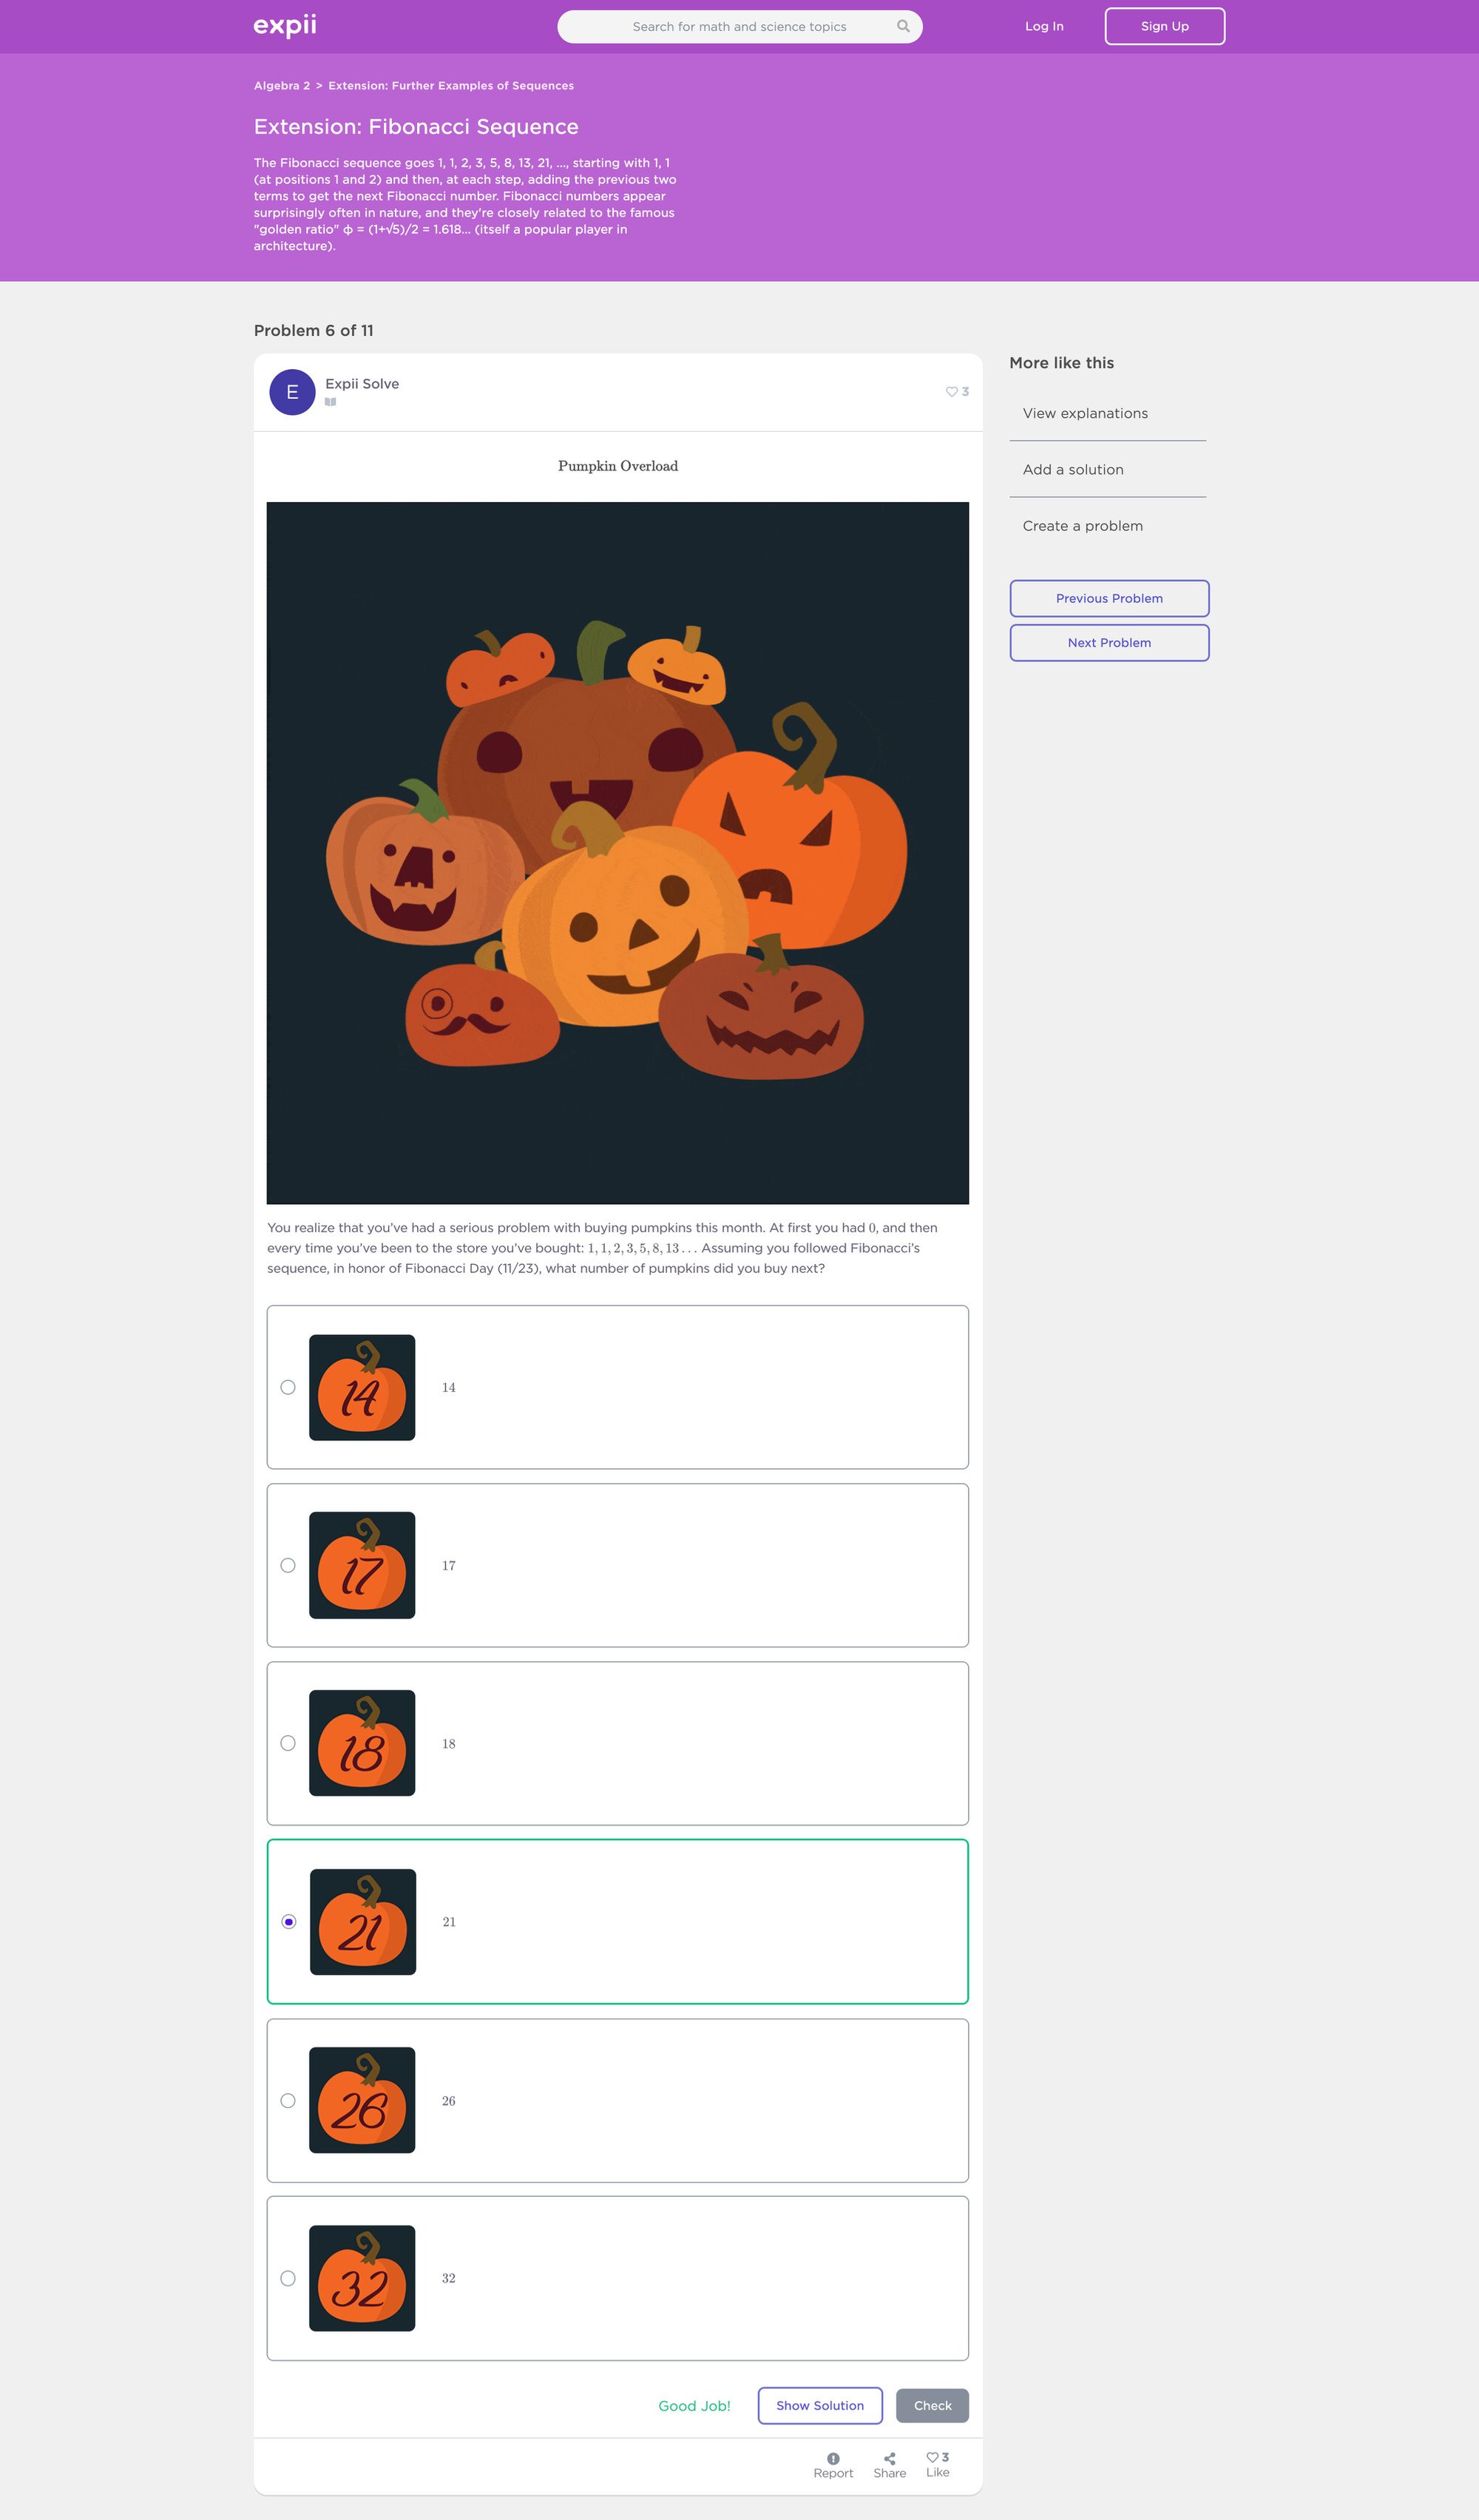 expii
Search for math and science topics
Log In
Sign Up
Algebra 2 > Extension: Further Examples of Sequences
Extension: Fibonacci Sequence
The Fibonacci sequence goes 1, 1, 2, 3, 5, 8, 13, 21, ..., starting with 1, 1
(at positions 1 and 2) and then, at each step, adding the previous two
terms to get the next Fibonacci number. Fibonacci numbers appear
surprisingly often in nature, and they're closely related to the famous
"golden ratio" ϕ = (1+√5)/2 = 1.618... (itself a popular player in
architecture).
Problem 6 of 11
E
Expii Solve
3
Pumpkin Overload
You realize that you’ve had a serious problem with buying pumpkins this month. At first you had 0, and then
every time you’ve been to the store you’ve bought: 1, 1, 2, 3, 5, 8, 13 . . . Assuming you followed Fibonacci’s
sequence, in honor of Fibonacci Day (11/23), what number of pumpkins did you buy next?
14 14
17 17
18 18
21 21
26 26
32 32
Good Job!
Show Solution
Check
Report
Share
3
Like
More like this
View explanations
Add a solution
Create a problem
Previous Problem
Next Problem